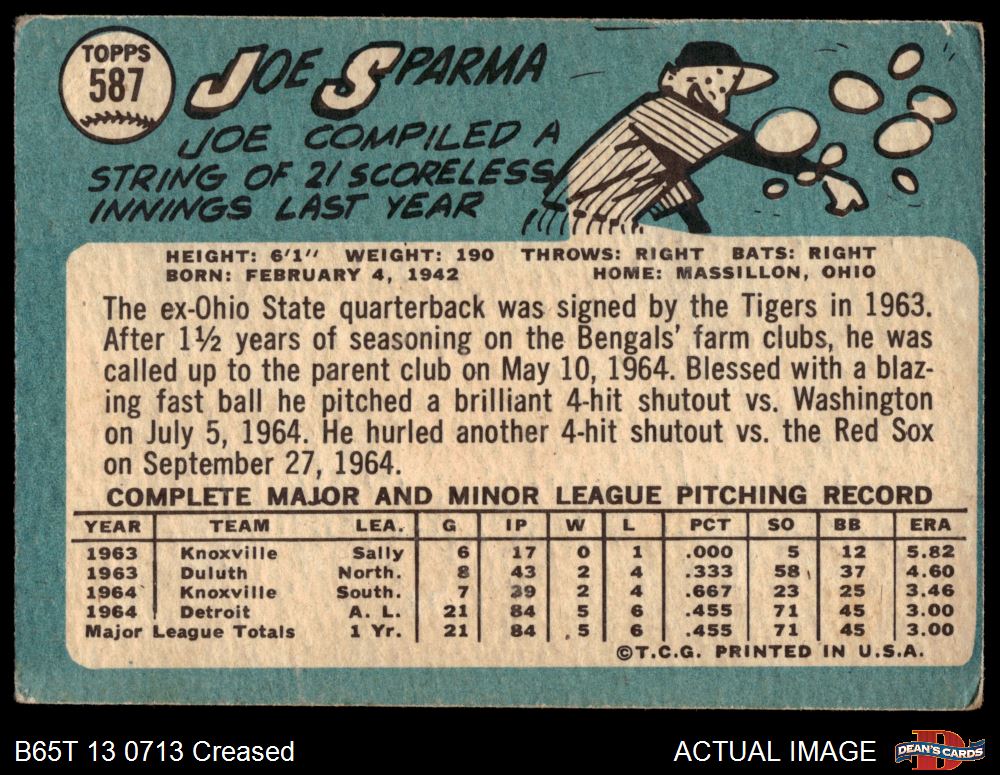 TOPPS
587
JOE SPARMA
JOE COMPILED A
STRING OF 21 SCORELESS
INNINGS LAST YEAR
HEIGHT: 6'1" WEIGHT: 190 THROWS: RIGHT BATS: RIGHT
BORN: FEBRUARY 4, 1942 HOME: MASSILLON, OHIO
The ex-Ohio State quarterback was signed by the Tigers in 1963.
After 1½ years of seasoning on the Bengals' farm clubs, he was
called up to the parent club on May 10, 1964. Blessed with a blaz-
ing fast ball he pitched a brilliant 4-hit shutout vs. Washington
on July 5, 1964. He hurled another 4-hit shutout vs. the Red Sox
on September 27, 1964.
COMPLETE MAJOR AND MINOR LEAGUE PITCHING RECORD
YEAR TEAM LEA. G IP W L PCT SO BB ERA
1963 Knoxville Sally 6 17 0 1 .000 5 12 5.82
1963 Duluth North. 8 43 2 4 .333 58 37 4.60
1964 Knoxville South. 7 39 2 4 .667 23 25 3.46
1964 Detroit A. L. 21 84 5 6 .455 71 45 3.00
Major League Totals 1 Yr. 21 84 5 6 .455 71 45 3.00
©T.C.G. PRINTED IN U.S.A.
B65T 13 0713 Creased
ACTUAL IMAGE
DEAN'S CARDS